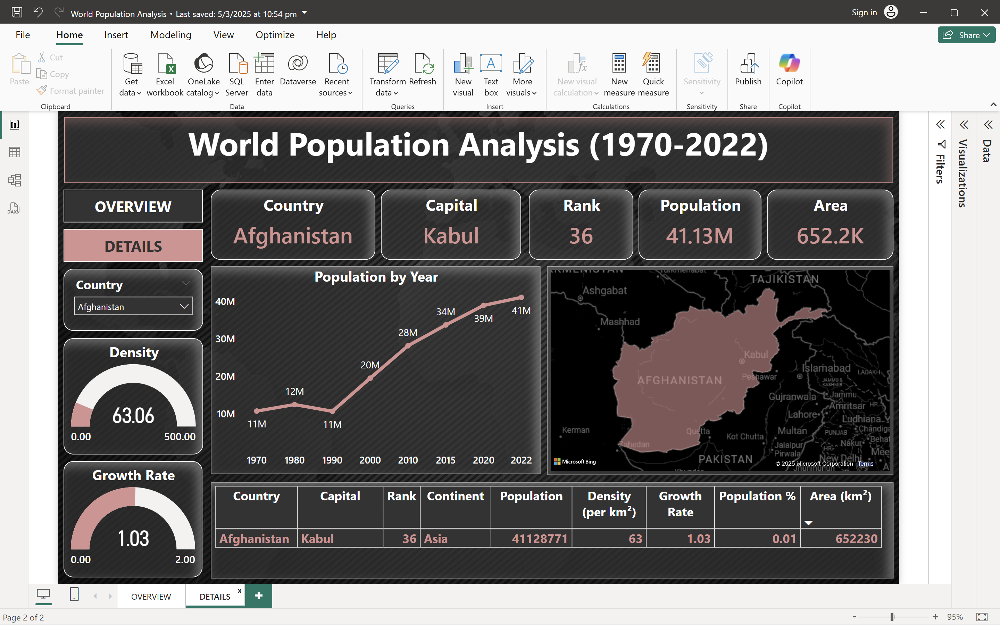 World Population Analysis • Last saved: 5/3/2025 at 10:54 pm
Sign in
File Home Insert Modeling View Optimize Help
Share
Paste
Cut
Copy
Format painter
Clipboard
Get data
Excel workbook
OneLake catalog
SQL Server
Enter data
Dataverse
Recent sources
Data
Transform data
Refresh
Queries
New visual
Text box
More visuals
Insert
New visual calculation
New measure
Quick measure
Calculations
Sensitivity
Sensitivity
Publish
Share
Copilot
Copilot
DAX
Filters
Visualizations
Data
World Population Analysis (1970-2022)
OVERVIEW
DETAILS
Country
Afghanistan
Capital
Kabul
Rank
36
Population
41.13M
Area
652.2K
Country
Afghanistan
Density
63.06
0.00 500.00
Growth Rate
1.03
0.00 2.00
Population by Year
40M
30M
20M
10M
11M
12M
11M
20M
28M
34M
39M
41M
1970 1980 1990 2000 2010 2015 2020 2022
TAJIKISTAN
Ashgabat
Mashhad
Kabul
AFGHANISTAN
Peshawar
Islamabad
LADAKH
JAMMU & KASHMIR
Gujranwala
Jammu
Amritsar
HP
Lahore
Ludhiana
Kerman
Quetta
Kot Chutta
Multan
PUNJAB
Zahedan
Jalalpur Pirwala
HR
Nakur
PAKISTAN
New Delhi
Microsoft Bing
© 2025 Microsoft Corporation Terms
Country Capital Rank Continent Population Density (per km²) Growth Rate Population % Area (km²)
Afghanistan Kabul 36 Asia 41128771 63 1.03 0.01 652230
OVERVIEW
DETAILS
x
+
Page 2 of 2
- + 95%